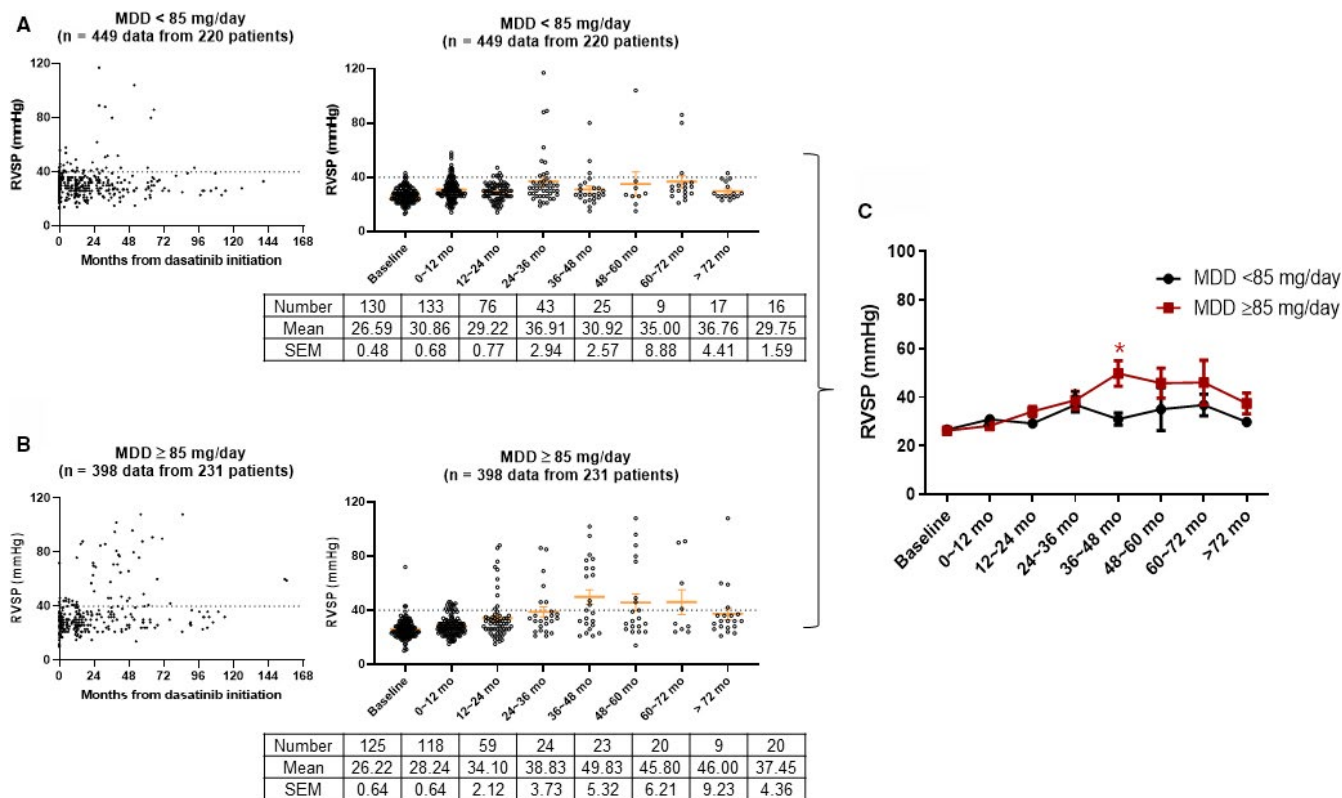 A
MDD < 85 mg/day
(n = 449 data from 220 patients)
RVSP (mmHg)
120
80
40
0
0 24 48 72 96 120 144 168
Months from dasatinib initiation
MDD < 85 mg/day
(n = 449 data from 220 patients)
RVSP (mmHg)
120
80
40
0
Baseline 0~12 mo 12~24 mo 24~36 mo 36~48 mo 48~60 mo 60~72 mo > 72 mo
Number 130 133 76 43 25 9 17 16
Mean 26.59 30.86 29.22 36.91 30.92 35.00 36.76 29.75
SEM 0.48 0.68 0.77 2.94 2.57 8.88 4.41 1.59
B
MDD ≥ 85 mg/day
(n = 398 data from 231 patients)
RVSP (mmHg)
120
80
40
0
0 24 48 72 96 120 144 168
Months from dasatinib initiation
MDD ≥ 85 mg/day
(n = 398 data from 231 patients)
RVSP (mmHg)
120
80
40
0
Baseline 0~12 mo 12~24 mo 24~36 mo 36~48 mo 48~60 mo 60~72 mo > 72 mo
Number 125 118 59 24 23 20 9 20
Mean 26.22 28.24 34.10 38.83 49.83 45.80 46.00 37.45
SEM 0.64 0.64 2.12 3.73 5.32 6.21 9.23 4.36
C
RVSP (mmHg)
100
80
60
40
20
0
MDD <85 mg/day
MDD ≥85 mg/day
*
Baseline 0~12 mo 12~24 mo 24~36 mo 36~48 mo 48~60 mo 60~72 mo >72 mo